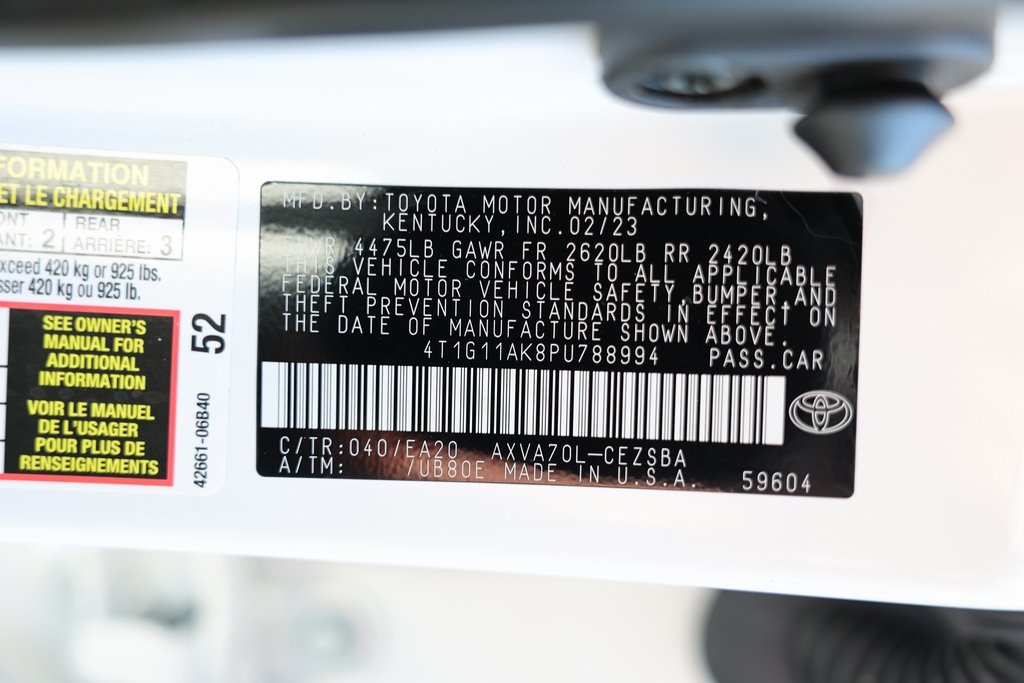 FORMATION
ET LE CHARGEMENT
ONT | REAR
ANT: 2 | ARRIÈRE: 3
xceed 420 kg or 925 lbs.
sser 420 kg ou 925 lb.
SEE OWNER'S
MANUAL FOR
ADDITIONAL
INFORMATION
VOIR LE MANUEL
DE L'USAGER
POUR PLUS DE
RENSEIGNEMENTS
52
42661-06B40
MFD.BY:TOYOTA MOTOR MANUFACTURING,
KENTUCKY,INC.02/23
GVWR 4475LB GAWR FR 2620LB RR 2420LB
THIS VEHICLE CONFORMS TO ALL APPLICABLE
FEDERAL MOTOR VEHICLE SAFETY,BUMPER,AND
THEFT PREVENTION STANDARDS IN EFFECT ON
THE DATE OF MANUFACTURE SHOWN ABOVE.
4T1G11AK8PU788994 PASS.CAR
C/TR:040/EA20 AXVA70L-CEZSBA
A/TM: /UB80E MADE IN U.S.A. 59604